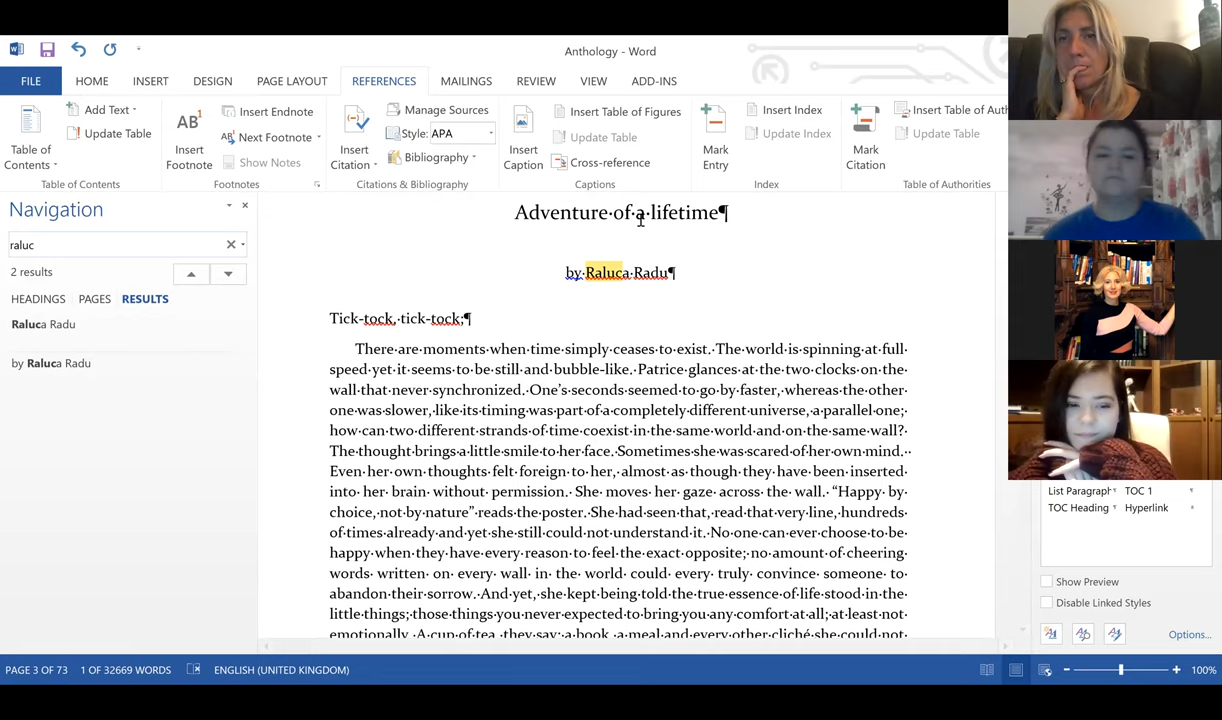 Anthology - Word
FILE HOME INSERT DESIGN PAGE LAYOUT REFERENCES MAILINGS REVIEW VIEW ADD-INS
Table of Contents
Add Text
Update Table
Table of Contents
AB¹
Insert Footnote
Insert Endnote
Next Footnote
Show Notes
Footnotes
Insert Citation
Manage Sources
Style: APA
Bibliography
Citations & Bibliography
Insert Caption
Insert Table of Figures
Update Table
Cross-reference
Captions
Mark Entry
Insert Index
Update Index
Index
Mark Citation
Insert Table of Auth
Update Table
Table of Authorities
Navigation
raluc
2 results
HEADINGS PAGES RESULTS
Raluca Radu
by Raluca Radu
Adventure·of·a·lifetime¶
by·Raluca·Radu¶
Tick-tock,·tick-tock;¶
There·are·moments·when·time·simply·ceases·to·exist.·The·world·is·spinning·at·full·
speed·yet·it·seems·to·be·still·and·bubble-like.·Patrice·glances·at·the·two·clocks·on·the·
wall·that·never·synchronized.·One’s·seconds·seemed·to·go·by·faster,·whereas·the·other·
one·was·slower,·like·its·timing·was·part·of·a·completely·different·universe,·a·parallel·one;·
how·can·two·different·strands·of·time·coexist·in·the·same·world·and·on·the·same·wall?·
The·thought·brings·a·little·smile·to·her·face.·Sometimes·she·was·scared·of·her·own·mind.··
Even·her·own·thoughts·felt·foreign·to·her,·almost·as·though·they·have·been·inserted·
into·her·brain·without·permission.·She·moves·her·gaze·across·the·wall.·“Happy·by·
choice,·not·by·nature”·reads·the·poster.·She·had·seen·that,·read·that·very·line,·hundreds·
of·times·already·and·yet·she·still·could·not·understand·it.·No·one·can·ever·choose·to·be·
happy·when·they·have·every·reason·to·feel·the·exact·opposite;·no·amount·of·cheering·
words·written·on·every·wall·in·the·world·could·every·truly·convince·someone·to·
abandon·their·sorrow.·And·yet,·she·kept·being·told·the·true·essence·of·life·stood·in·the·
little·things;·those·things·you·never·expected·to·bring·you·any·comfort·at·all;·at·least·not·
emotionally.·A·cup·of·tea,·they·say;·a·book,·a·meal·and·every·other·cliché·she·could·not·
List Paragraph TOC 1
TOC Heading Hyperlink
Show Preview
Disable Linked Styles
Options...
PAGE 3 OF 73 1 OF 32669 WORDS ENGLISH (UNITED KINGDOM) 100%